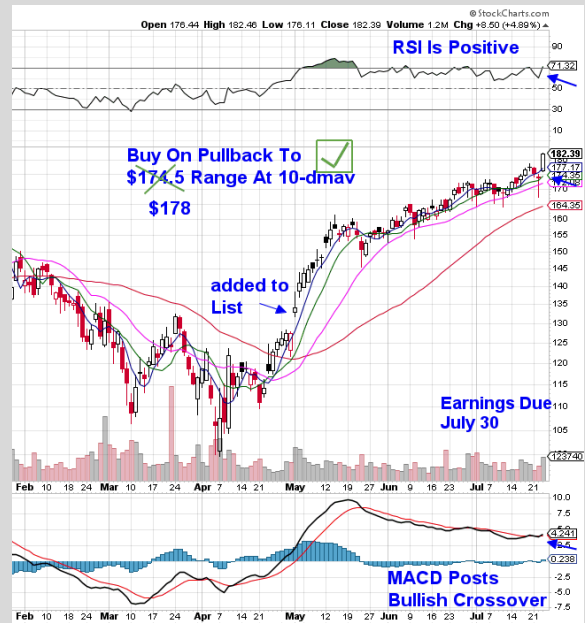 © StockCharts.com
Open 176.44 High 182.46 Low 176.11 Close 182.39 Volume 1.2M Chg +8.50 (+4.89%)
RSI Is Positive
90
71.32
50
30
10
Buy On Pullback To
$174.5 Range At 10-dmav
$178
182.39
177.17
174.35
170
164.35
160
155
150
145
140
135
130
125
120
115
110
105
added to
List
Earnings Due
July 30
123740
Feb 10 18 24 Mar 10 17 24 Apr 7 14 21 May 12 19 27 Jun 9 16 23 Jul 7 14 21
10.0
7.5
4.241
2.5
0.238
-2.5
-5.0
-7.5
MACD Posts
Bullish Crossover
Feb 10 18 24 Mar 10 17 24 Apr 7 14 21 May 12 19 27 Jun 9 16 23 Jul 7 14 21